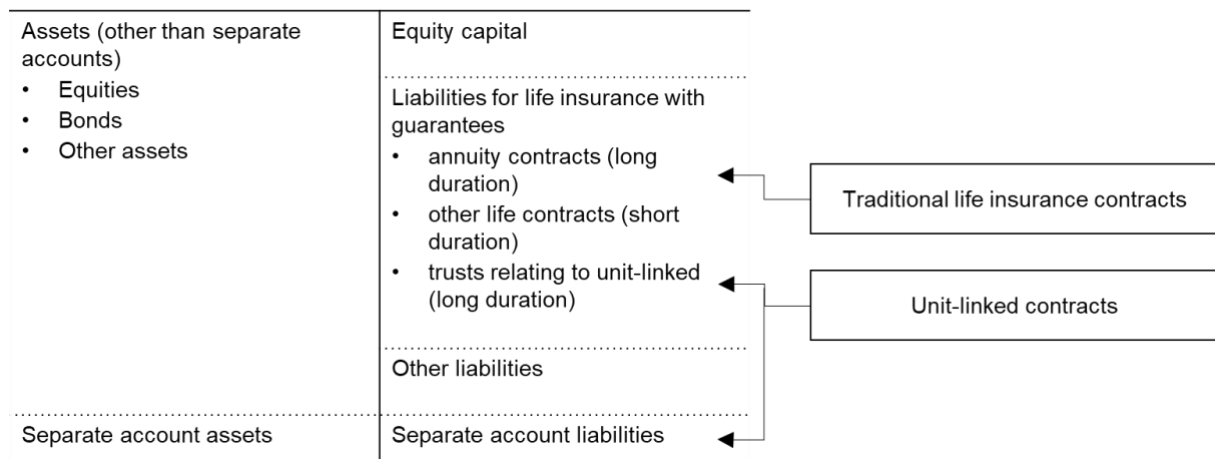 Assets (other than separate
accounts)
• Equities
• Bonds
• Other assets
Equity capital
Liabilities for life insurance with
guarantees
• annuity contracts (long
duration)
• other life contracts (short
duration)
• trusts relating to unit-linked
(long duration)
Other liabilities
Separate account assets
Separate account liabilities
Traditional life insurance contracts
Unit-linked contracts